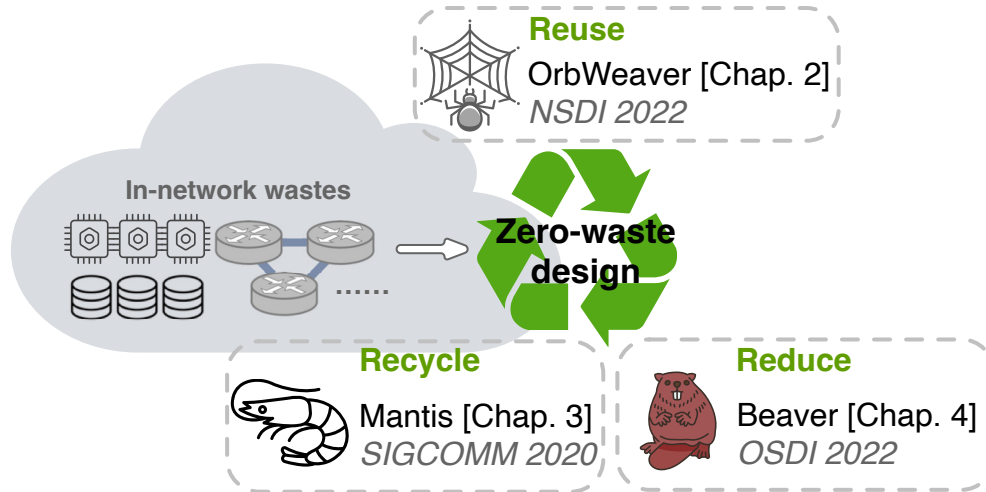 Reuse
OrbWeaver [Chap. 2]
NSDI 2022
In-network wastes
Zero-waste
design
......
Recycle
Mantis [Chap. 3]
SIGCOMM 2020
Reduce
Beaver [Chap. 4]
OSDI 2022